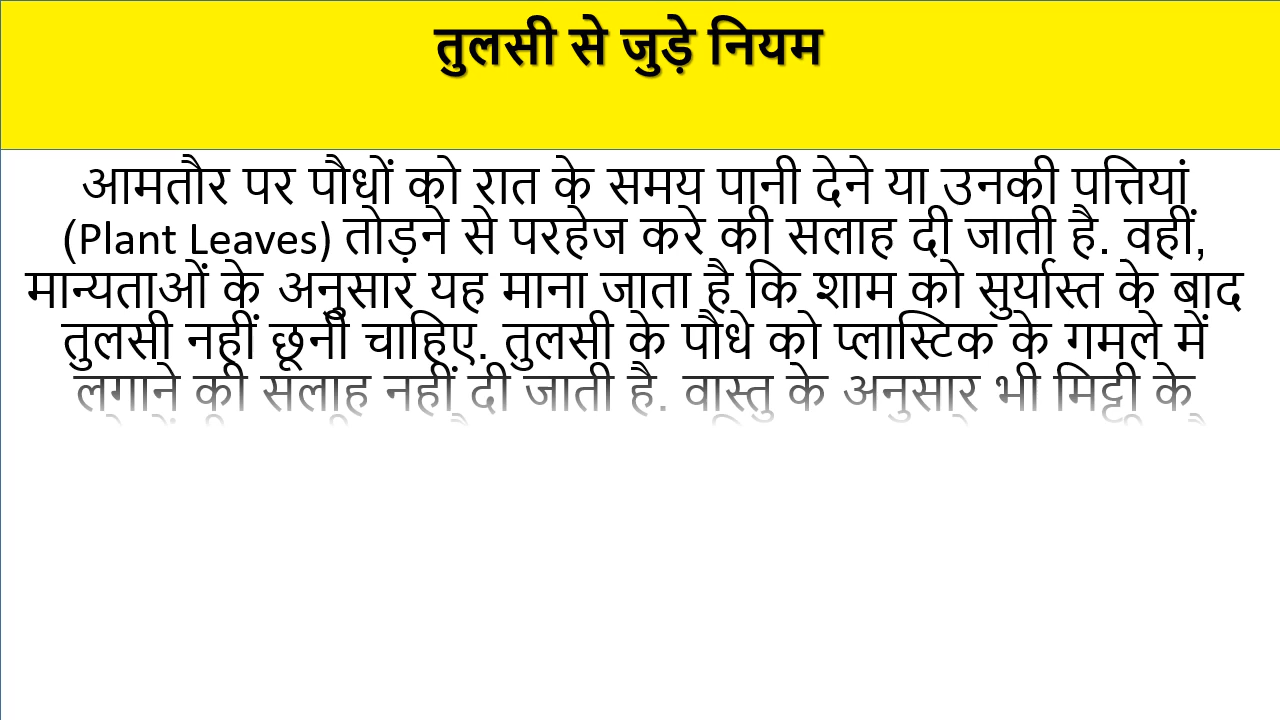 तुलसी से जुड़े नियम
आमतौर पर पौधों को रात के समय पानी देने या उनकी पत्तियां
(Plant Leaves) तोड़ने से परहेज करे की सलाह दी जाती है. वहीं,
मान्यताओं के अनुसार यह माना जाता है कि शाम को सुर्यास्त के बाद
तुलसी नहीं छूनी चाहिए. तुलसी के पौधे को प्लास्टिक के गमले में
लगाने की सलाह नहीं दी जाती है. वास्तु के अनुसार भी मिट्टी के